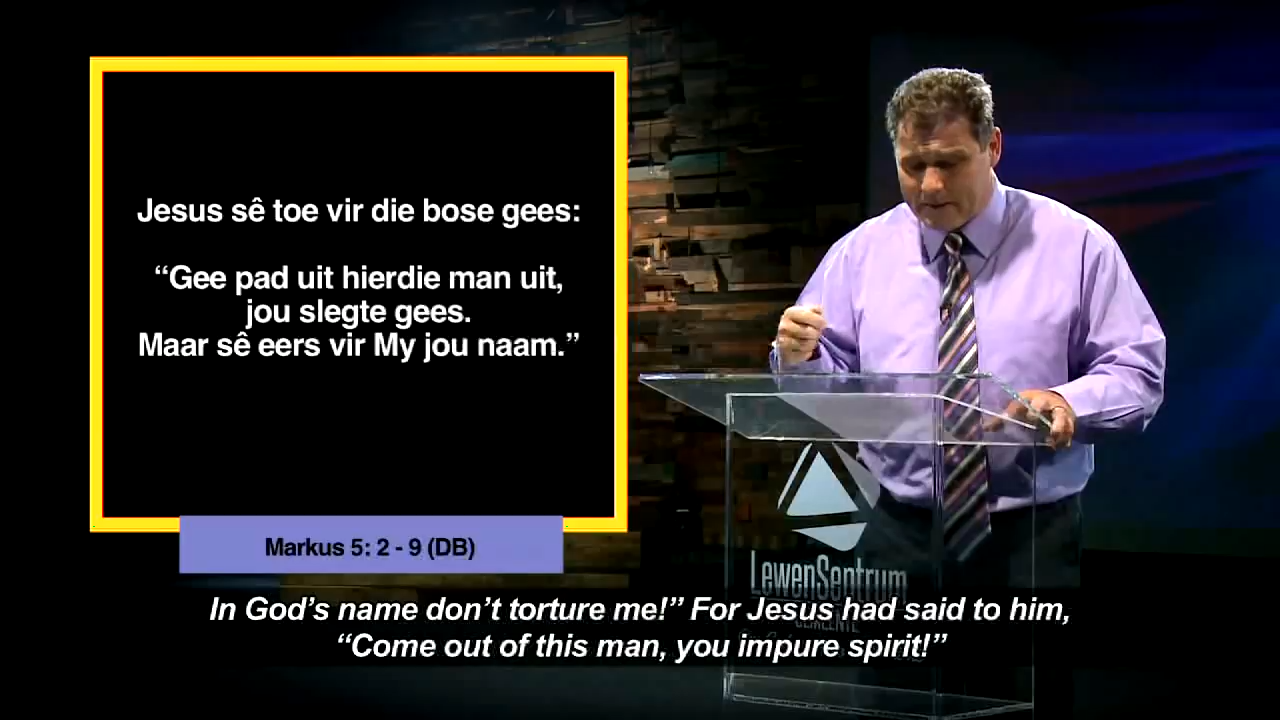 Jesus sê toe vir die bose gees:
“Gee pad uit hierdie man uit,
jou slegte gees.
Maar sê eers vir My jou naam.”
Markus 5: 2 - 9 (DB)
LewenSentrum
GEMEENTE
In God’s name don’t torture me!” For Jesus had said to him,
“Come out of this man, you impure spirit!”